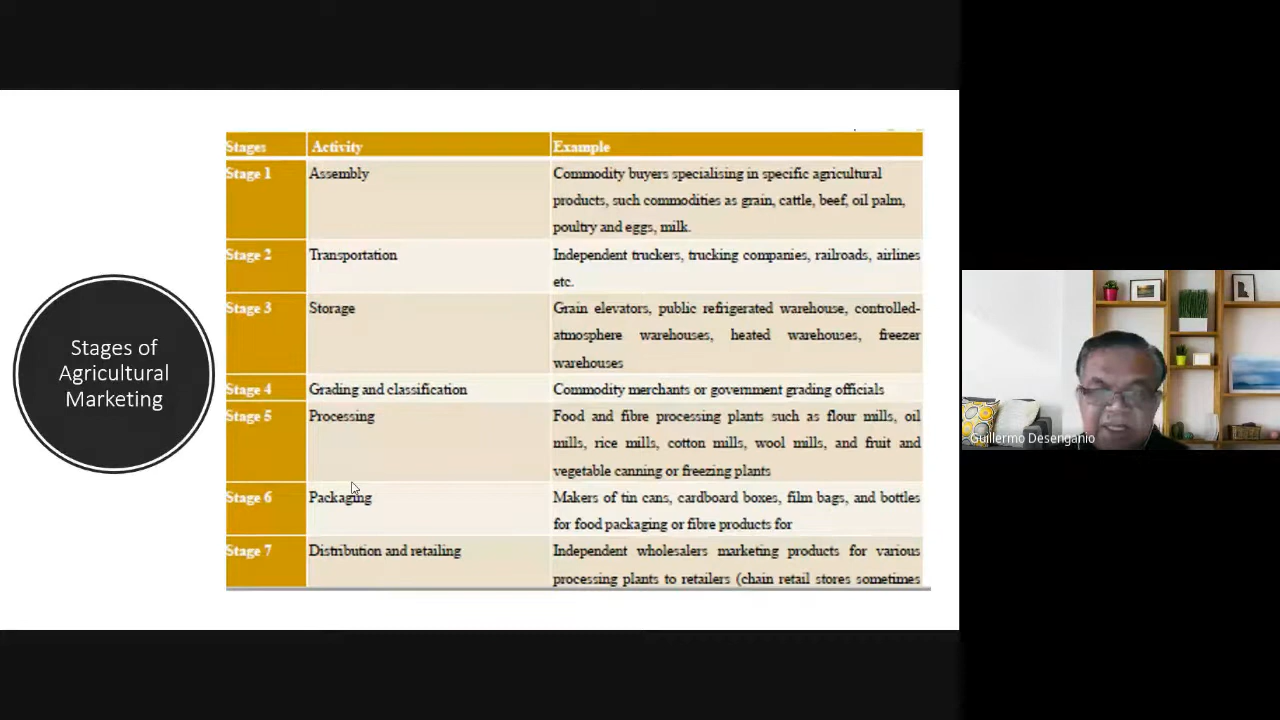 Stages of
Agricultural
Marketing
Stages Activity Example
Stage 1 Assembly Commodity buyers specialising in specific agricultural
products, such commodities as grain, cattle, beef, oil palm,
poultry and eggs, milk.
Stage 2 Transportation Independent truckers, trucking companies, railroads, airlines
etc.
Stage 3 Storage Grain elevators, public refrigerated warehouse, controlled-
atmosphere warehouses, heated warehouses, freezer
warehouses
Stage 4 Grading and classification Commodity merchants or government grading officials
Stage 5 Processing Food and fibre processing plants such as flour mills, oil
mills, rice mills, cotton mills, wool mills, and fruit and
vegetable canning or freezing plants
Stage 6 Packaging Makers of tin cans, cardboard boxes, film bags, and bottles
for food packaging or fibre products for
Stage 7 Distribution and retailing Independent wholesalers marketing products for various
processing plants to retailers (chain retail stores sometimes
Guillermo Desenganio